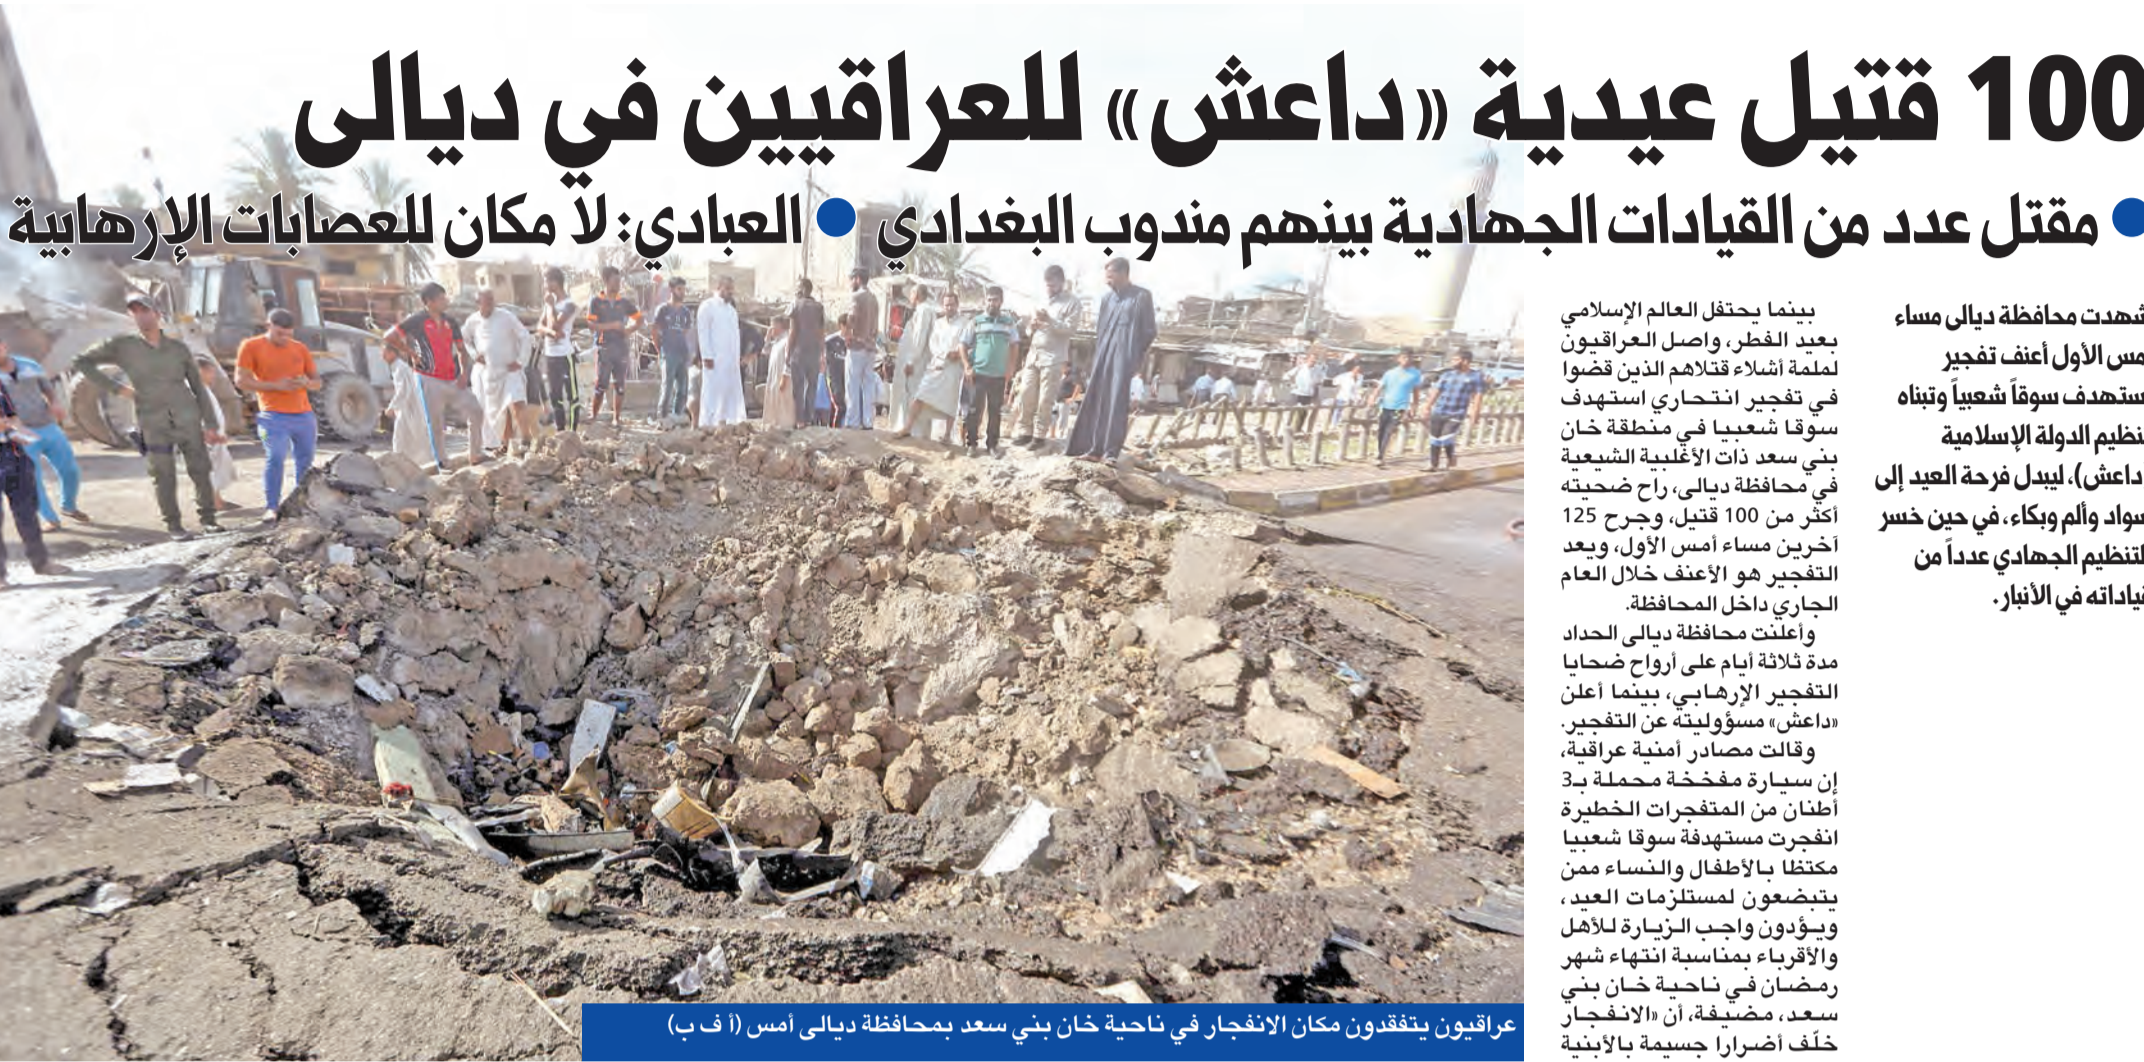 100 قتيل عيدية «داعش» للعراقيين في ديالى
● مقتل عدد من القيادات الجهادية بينهم مندوب البغدادي ● العبادي: لا مكان للعصابات الإرهابية
شهدت محافظة ديالى مساء
مس الأول أعنف تفجير
ستهدف سوقاً شعبياً وتبناه
نظيم الدولة الإسلامية
داعش)، ليبدل فرحة العيد إلى
سواد وألم وبكاء، في حين خسر
لتنظيم الجهادي عدداً من
قياداته في الأنبار.
بينما يحتفل العالم الإسلامي
بعيد الفطر، واصل العراقيون
لملمة أشلاء قتلاهم الذين قضوا
في تفجير انتحاري استهدف
سوقا شعبيا في منطقة خان
بني سعد ذات الأغلبية الشيعية
في محافظة ديالى، راح ضحيته
أكثر من 100 قتيل، وجرح 125
آخرين مساء أمس الأول، ويعد
التفجير هو الأعنف خلال العام
الجاري داخل المحافظة.
وأعلنت محافظة ديالى الحداد
مدة ثلاثة أيام على أرواح ضحايا
التفجير الإرهابي، بينما أعلن
«داعش» مسؤوليته عن التفجير.
وقالت مصادر أمنية عراقية،
إن سيارة مفخخة محملة بـ3
أطنان من المتفجرات الخطيرة
انفجرت مستهدفة سوقا شعبيا
مكتظا بالأطفال والنساء ممن
يتبضعون لمستلزمات العيد،
ويؤدون واجب الزيارة للأهل
والأقرباء بمناسبة انتهاء شهر
رمضان في ناحية خان بني
سعد، مضيفة، أن «الانفجار
خلّف أضرارا جسيمة بالأبنية
عراقيون يتفقدون مكان الانفجار في ناحية خان بني سعد بمحافظة ديالى أمس (أ ف ب)